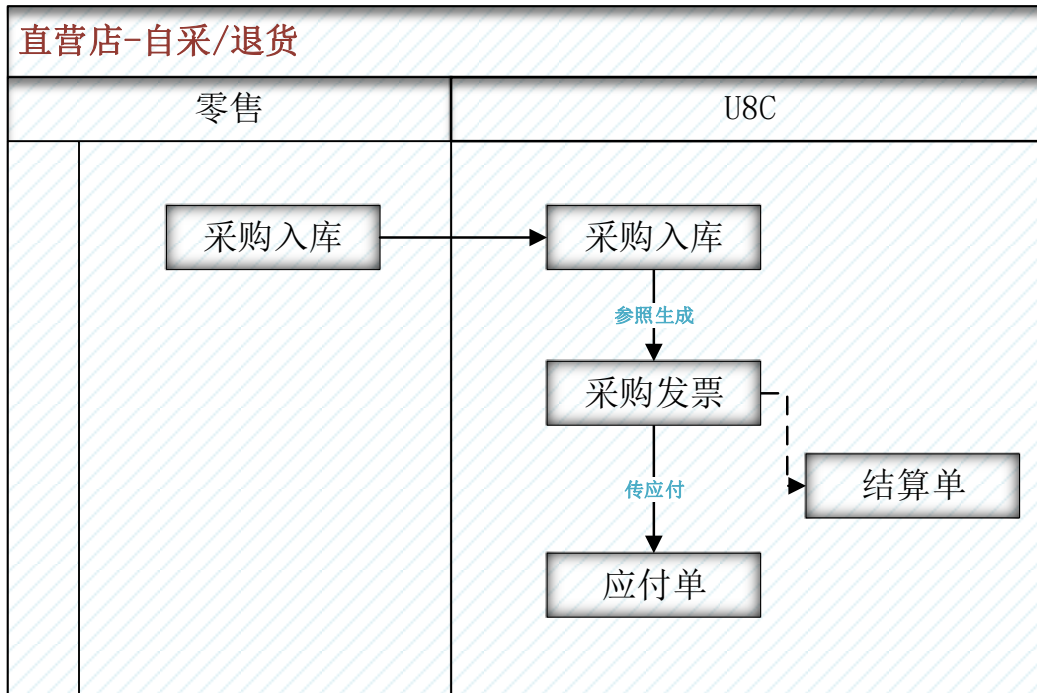 直营店-自采/退货
零售
U8C
采购入库
采购入库
参照生成
采购发票
结算单
传应付
应付单